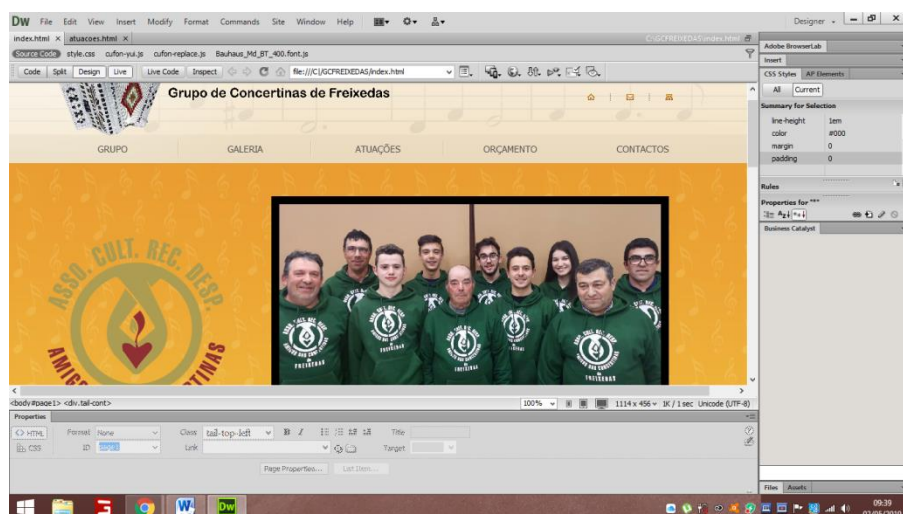 DW File Edit View Insert Modify Format Commands Site Window Help
Designer
index.html × atuacoes.html ×
C:\GCFREIXEDAS\index.html
Source Code style.css cufon-yui.js cufon-replace.js Bauhaus_Md_BT_400.font.js
Code Split Design Live Live Code Inspect file:///C|/GCFREIXEDAS/index.html
Grupo de Concertinas de Freixedas
GRUPO GALERIA ATUAÇÕES ORÇAMENTO CONTACTOS
ASSO. CULT. REC. DESP.
<body#page1> <div.tail-cont>
100% 1114 x 456 1K / 1 sec Unicode (UTF-8)
Properties
<> HTML Format None Class tail-top-left B I Title
CSS ID page1 Link Target
Page Properties... List Item...
Adobe BrowserLab
Insert
CSS Styles AP Elements
All Current
Summary for Selection
line-height 1em
color #000
margin 0
padding 0
Rules
Properties for "*"
Business Catalyst
Files Assets
09:39
02/05/2019